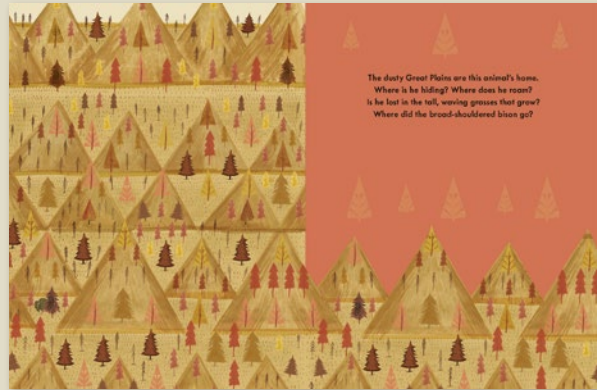 The dusty Great Plains are this animal's home.
Where is he hiding? Where does he roam?
Is he lost in the tall, waving grasses that grow?
Where did the broad-shouldered bison go?